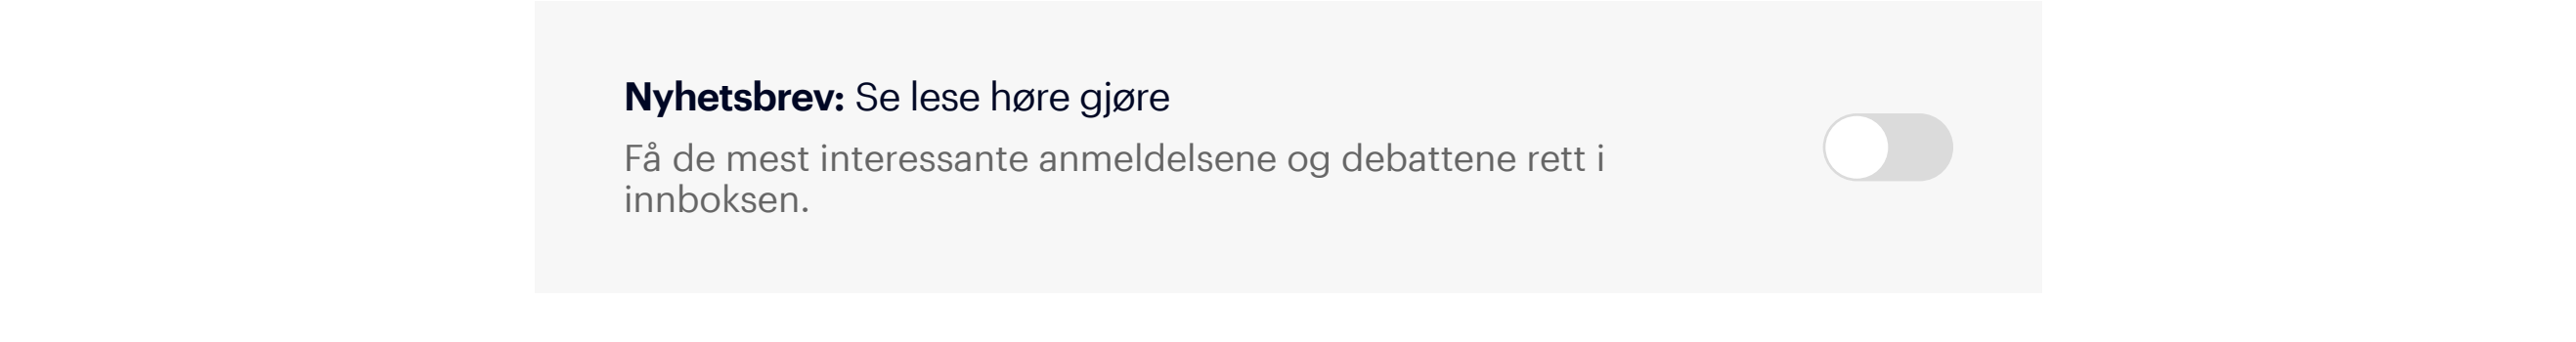 Nyhetsbrev: Se lese høre gjøre
Få de mest interessante anmeldelsene og debattene rett i
innboksen.